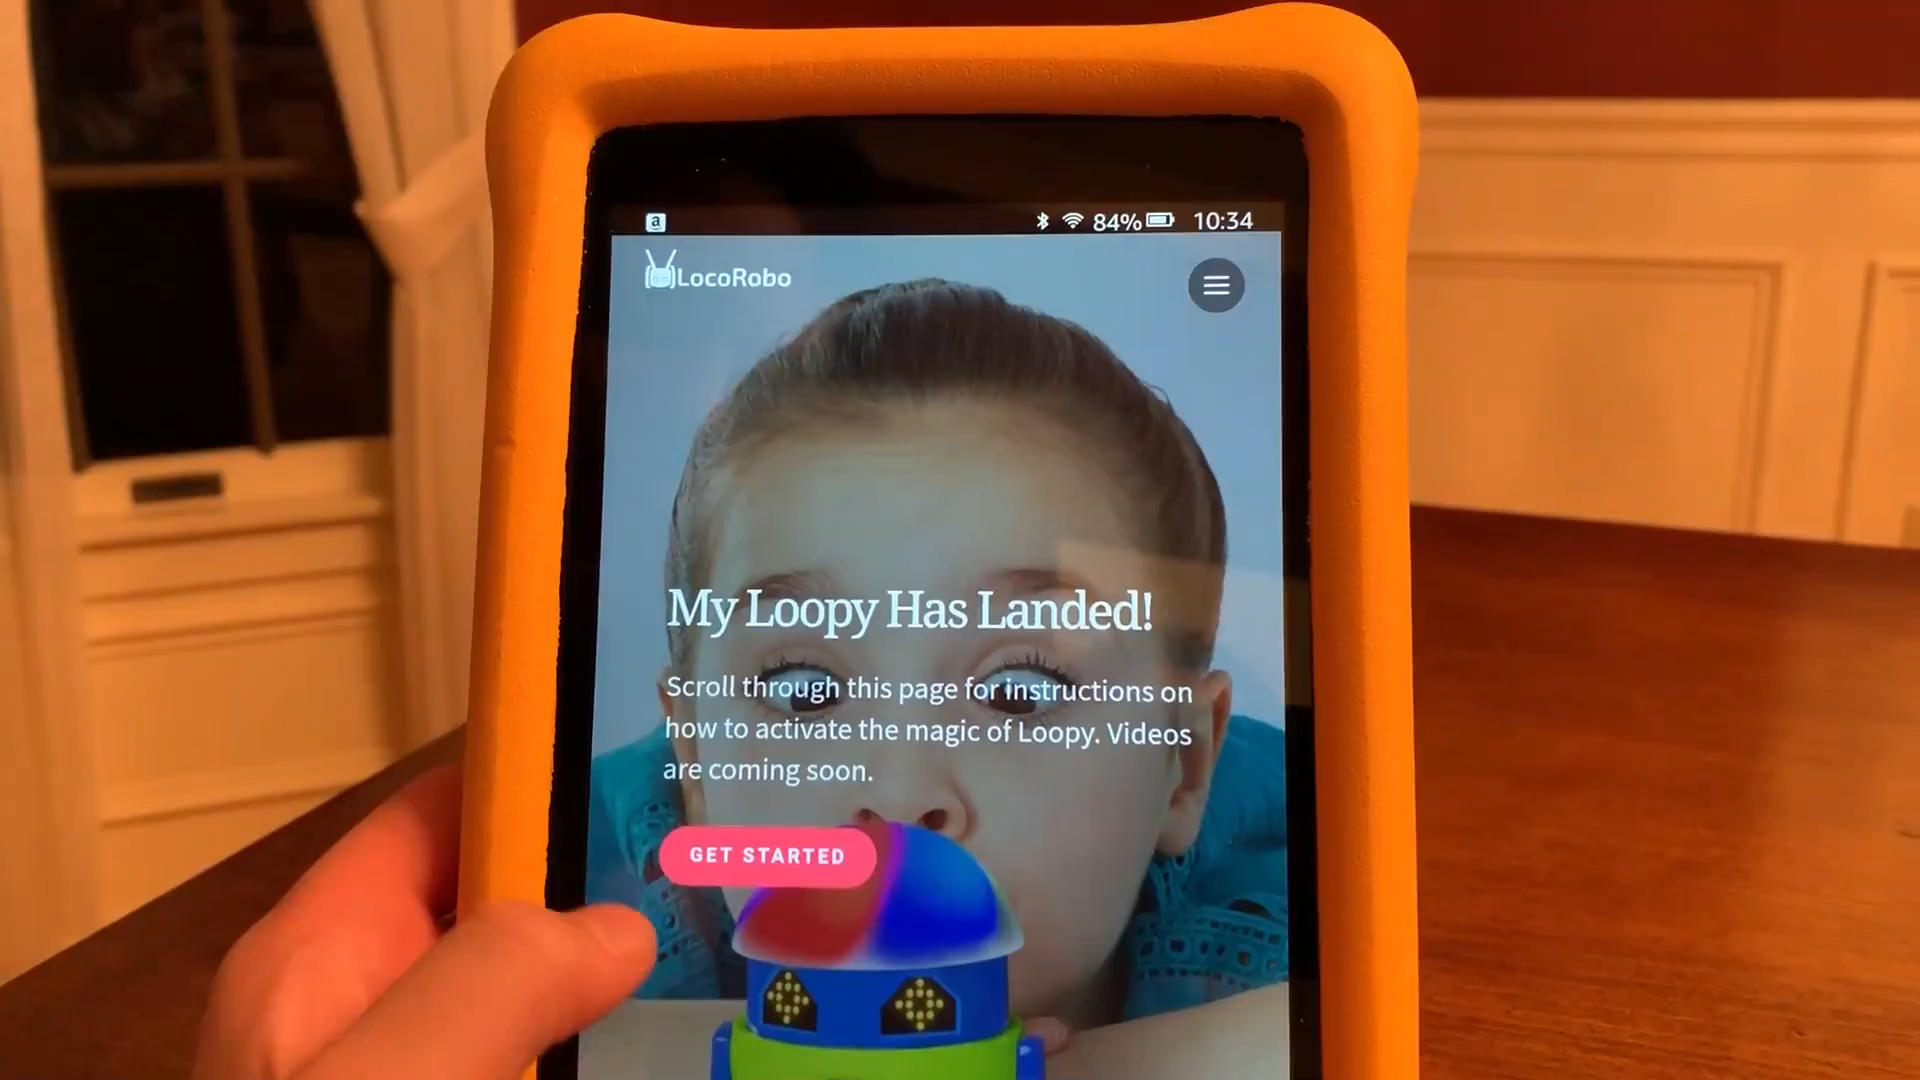 a
84%
10:34
LocoRobo
My Loopy Has Landed!
Scroll through this page for instructions on
how to activate the magic of Loopy. Videos
are coming soon.
GET STARTED